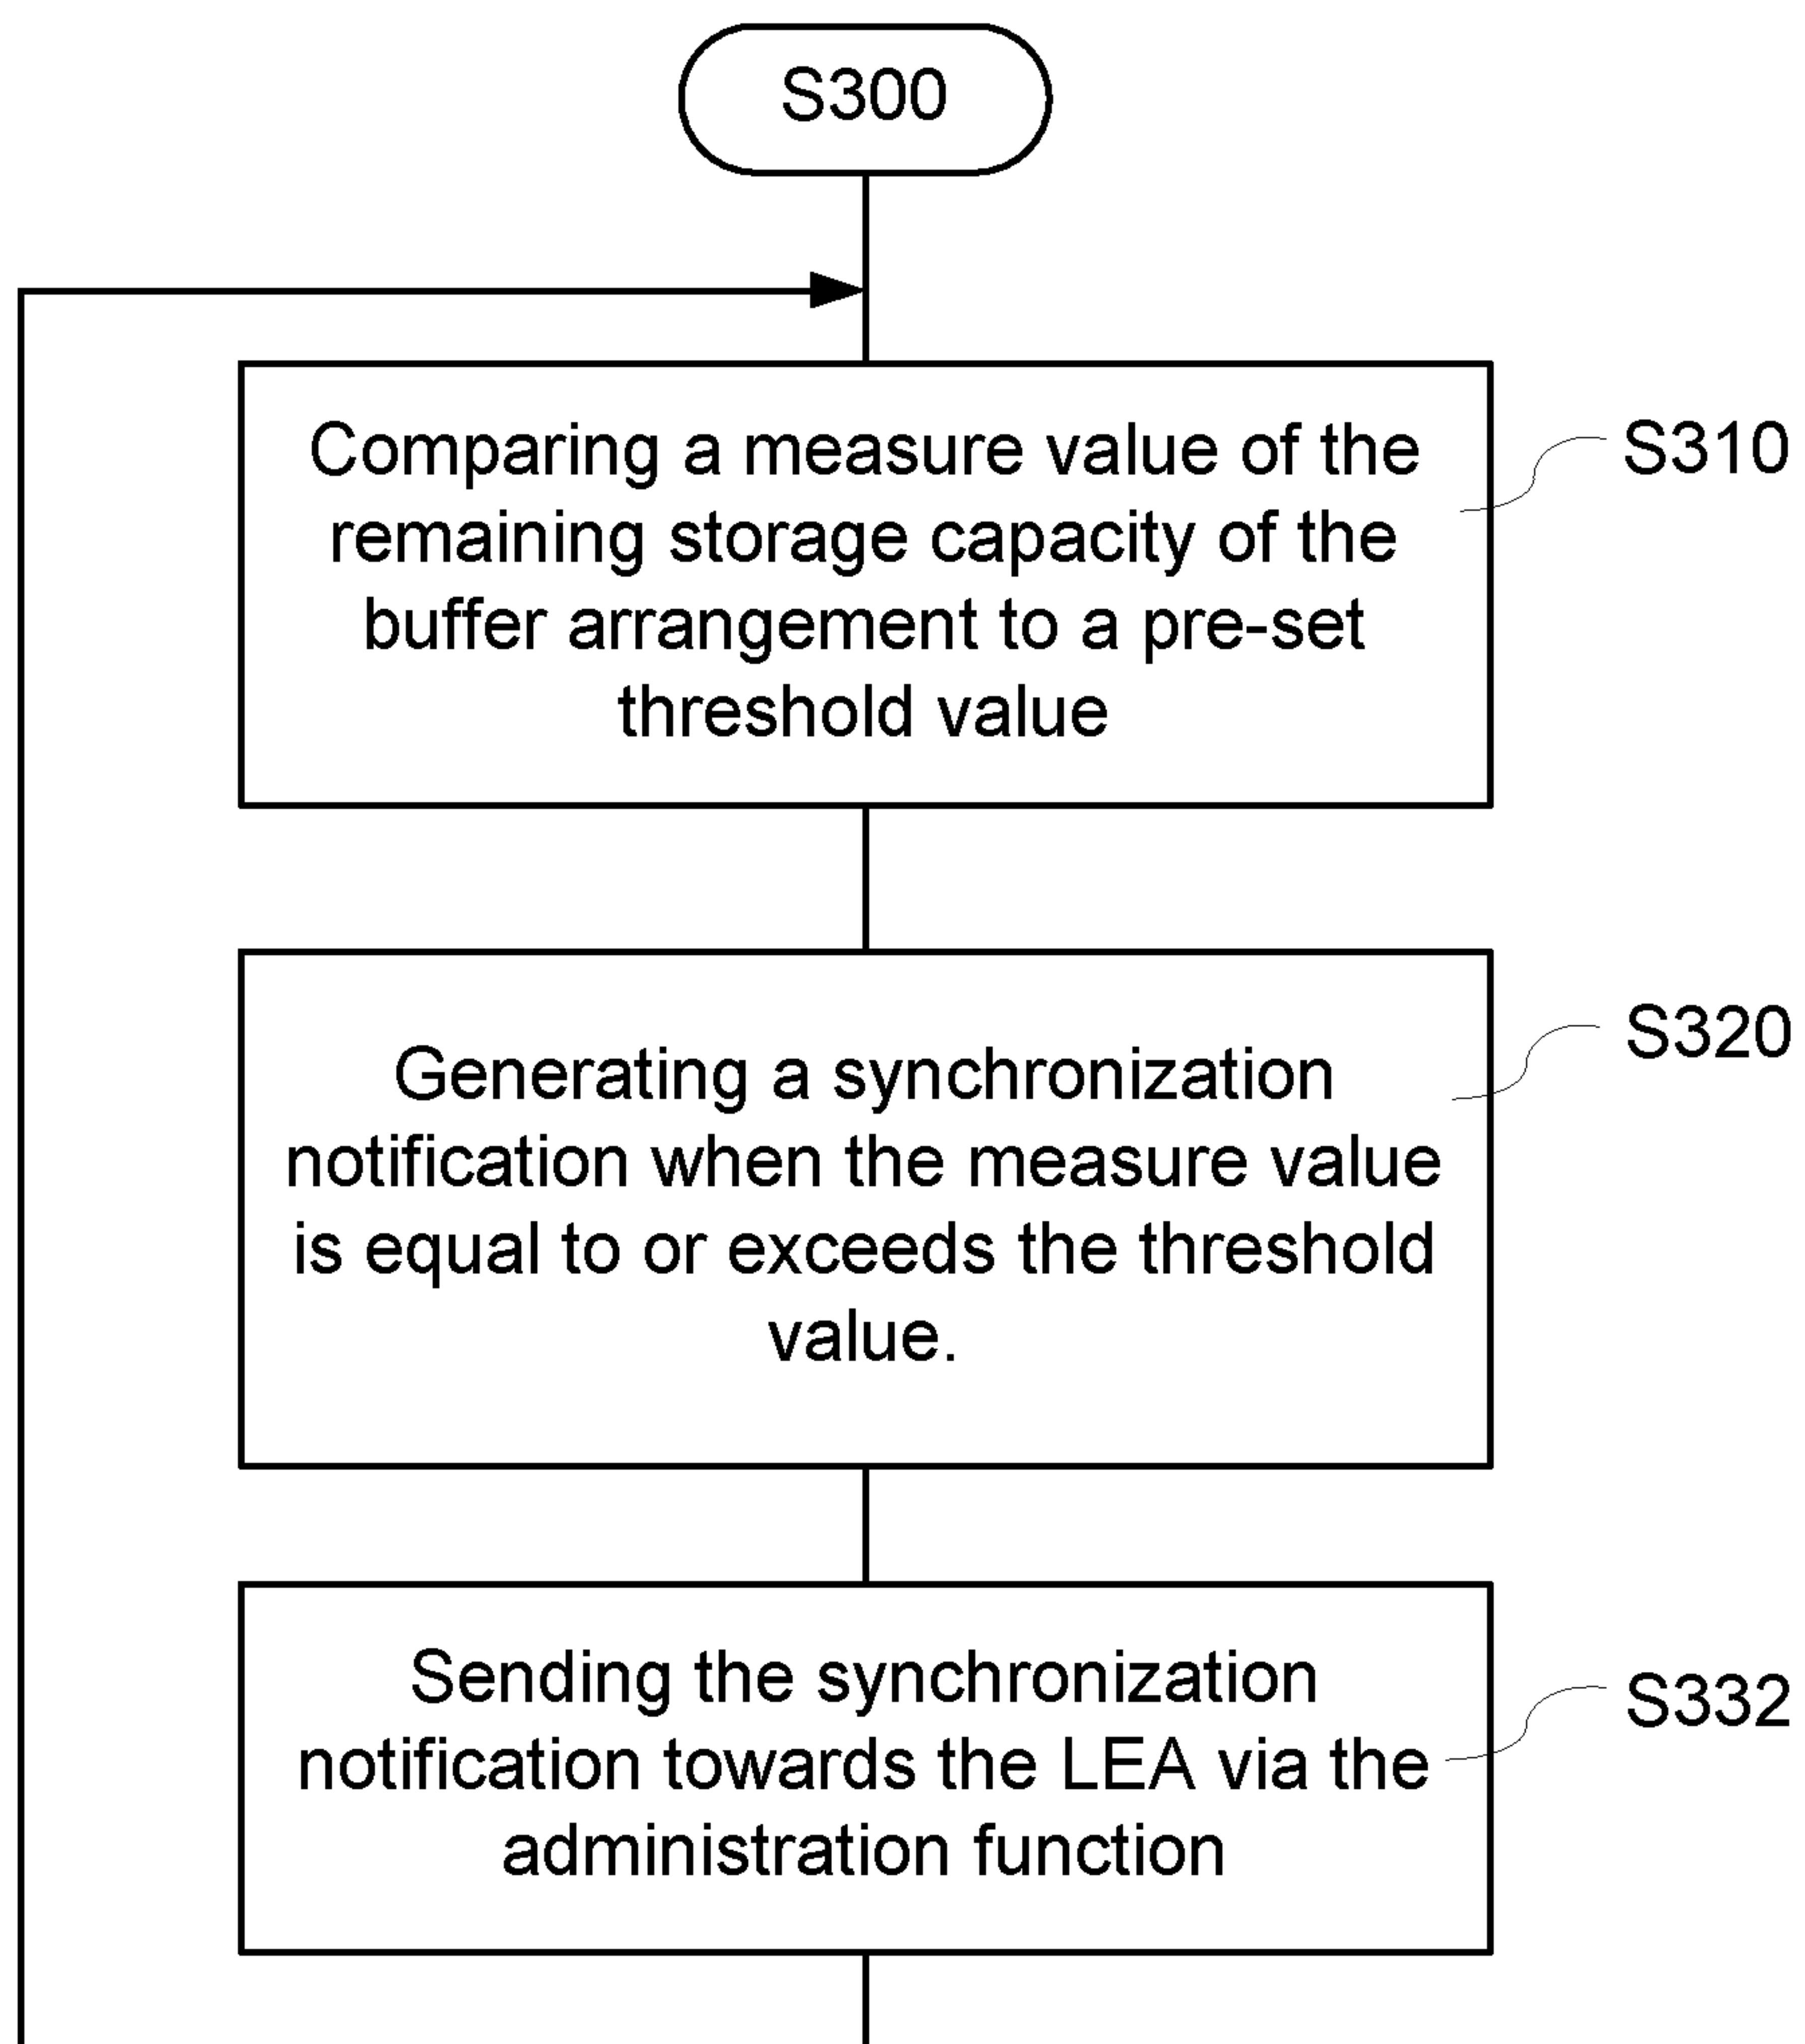 S300
Comparing a measure value of the
remaining storage capacity of the
buffer arrangement to a pre-set
threshold value
S310
Generating a synchronization
notification when the measure value
is equal to or exceeds the threshold
value.
S320
Sending the synchronization
notification towards the LEA via the
administration function
S332